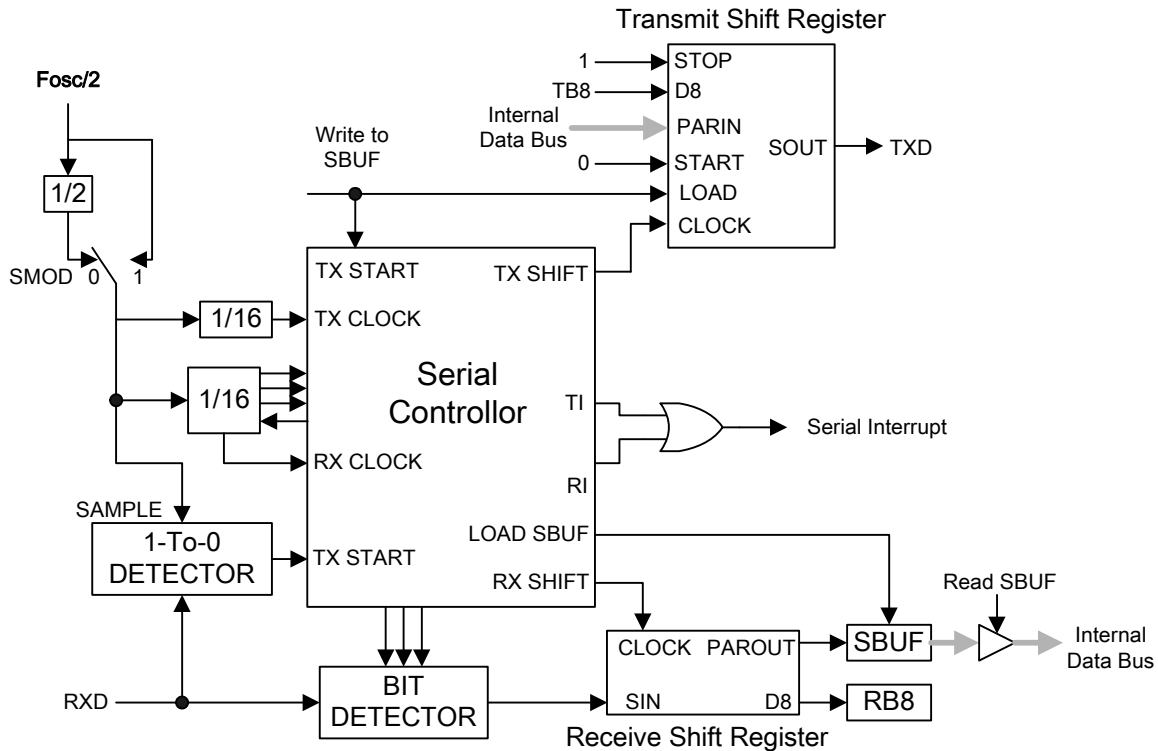 Transmit Shift Register
Fosc/2
1/2
SMOD 0 1
Write to
SBUF
1
TB8
Internal
Data Bus
0
STOP
D8
PARIN
START
LOAD
CLOCK
SOUT
TXD
TX START
TX SHIFT
1/16
TX CLOCK
1/16
Serial
Controllor
TI
RI
Serial Interrupt
RX CLOCK
SAMPLE
1-To-0
DETECTOR
TX START
LOAD SBUF
RX SHIFT
Read SBUF
RXD
BIT
DETECTOR
CLOCK
PAROUT
SIN
D8
SBUF
RB8
Internal
Data Bus
Receive Shift Register